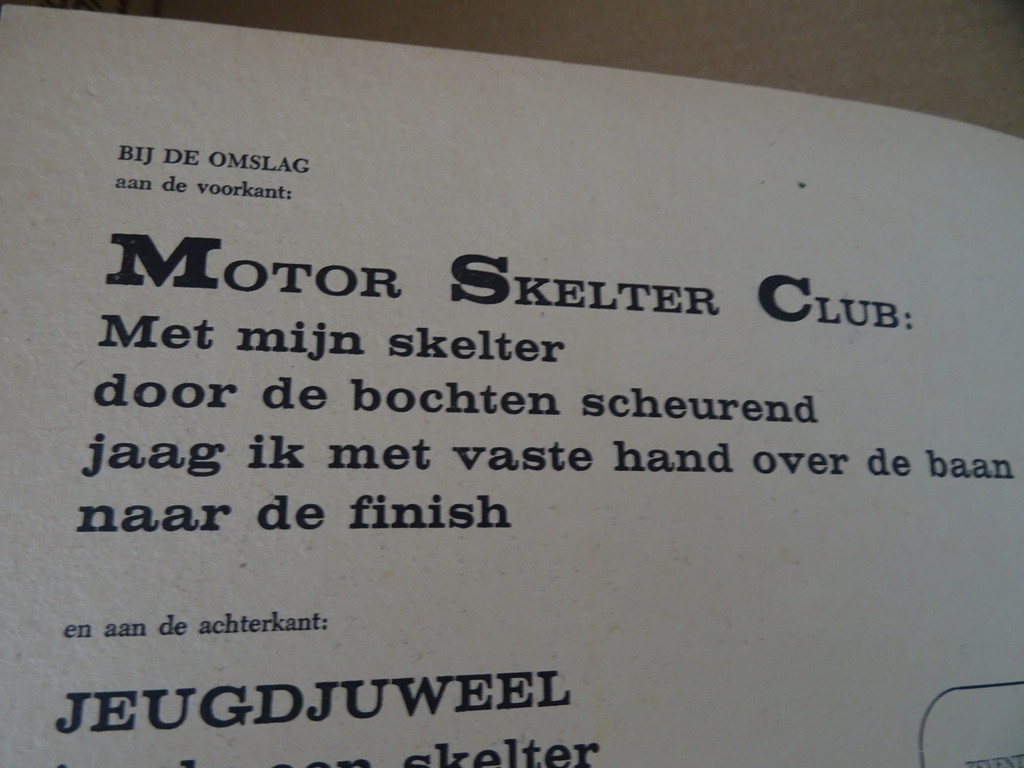 BIJ DE OMSLAG
aan de voorkant:
MOTOR SKELTER CLUB:
Met mijn skelter
door de bochten scheurend
jaag ik met vaste hand over de baan
naar de finish
en aan de achterkant:
JEUGDJUWEEL
een skelter